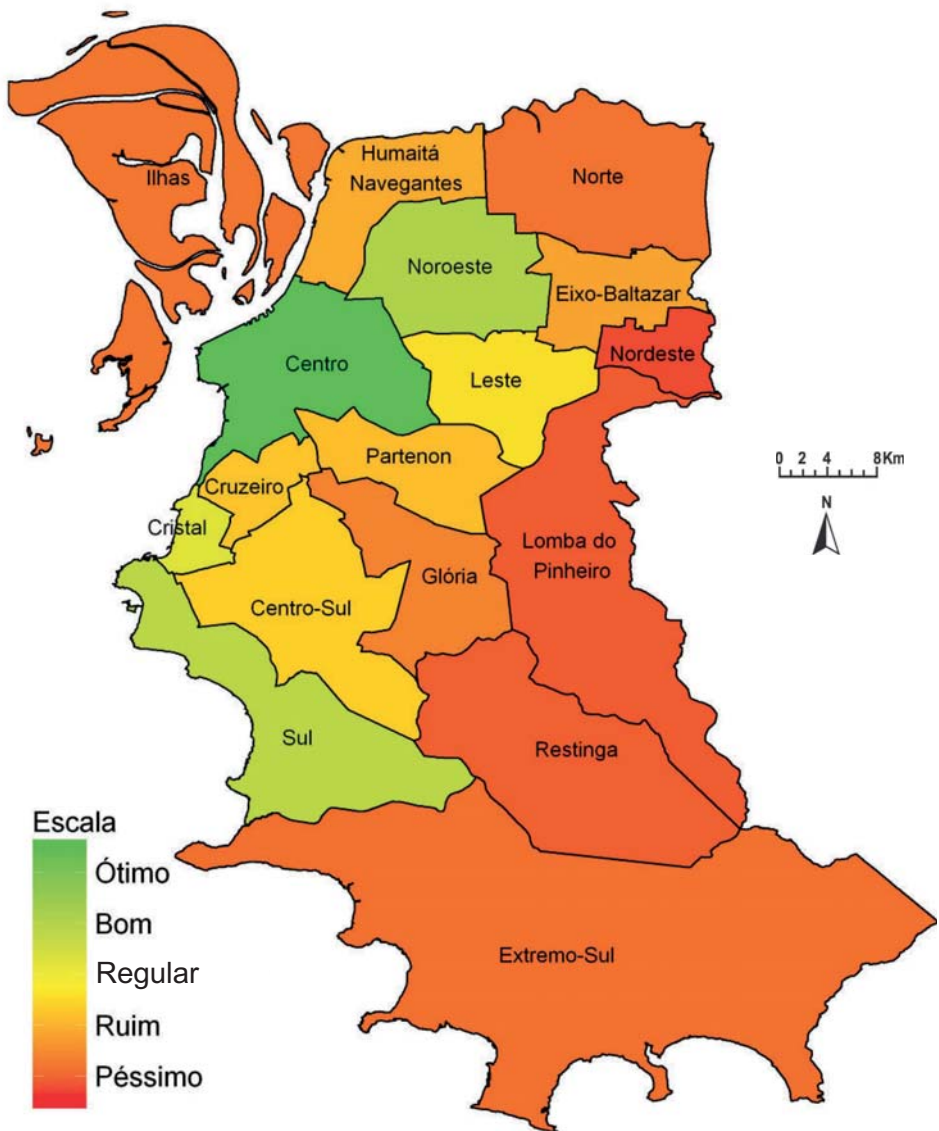 Ilhas
Humaitá
Navegantes
Norte
Noroeste
Eixo-Baltazar
Nordeste
Centro
Leste
Partenon
Cruzeiro
Cristal
Lomba do
Pinheiro
Glória
Centro-Sul
Sul
Restinga
Extremo-Sul
0 2 4 8Km
N
Escala
Ótimo
Bom
Regular
Ruim
Péssimo